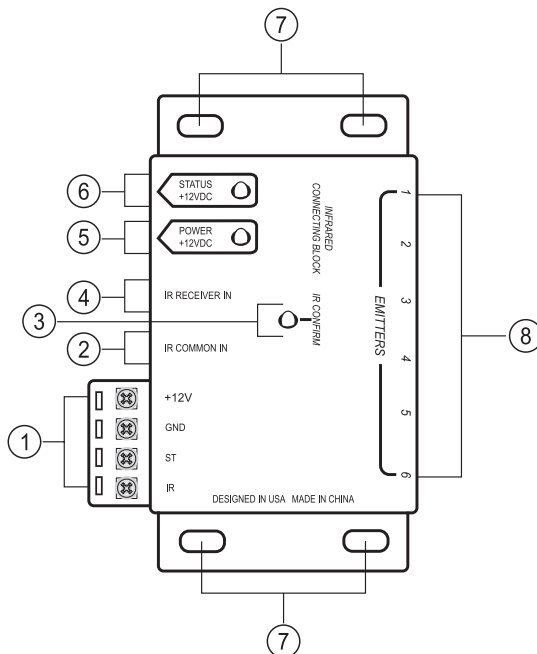 7
6
STATUS
+12VDC
5
POWER
+12VDC
INFRARED
CONNECTING BLOCK
1
2
3
4
5
6
EMITTERS
8
4
IR RECEIVER IN
3
IR CONFIRM
2
IR COMMON IN
1
+12V
GND
ST
IR
DESIGNED IN USA MADE IN CHINA
7